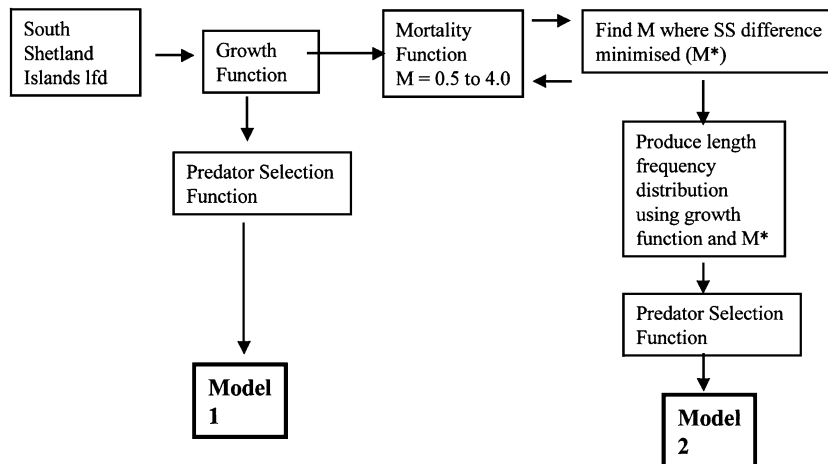 South
Shetland
Islands lfd
Growth
Function
Mortality
Function
M = 0.5 to 4.0
Find M where SS difference
minimised (M*)
Predator Selection
Function
Produce length
frequency
distribution
using growth
function and M*
Predator Selection
Function
Model
1
Model
2